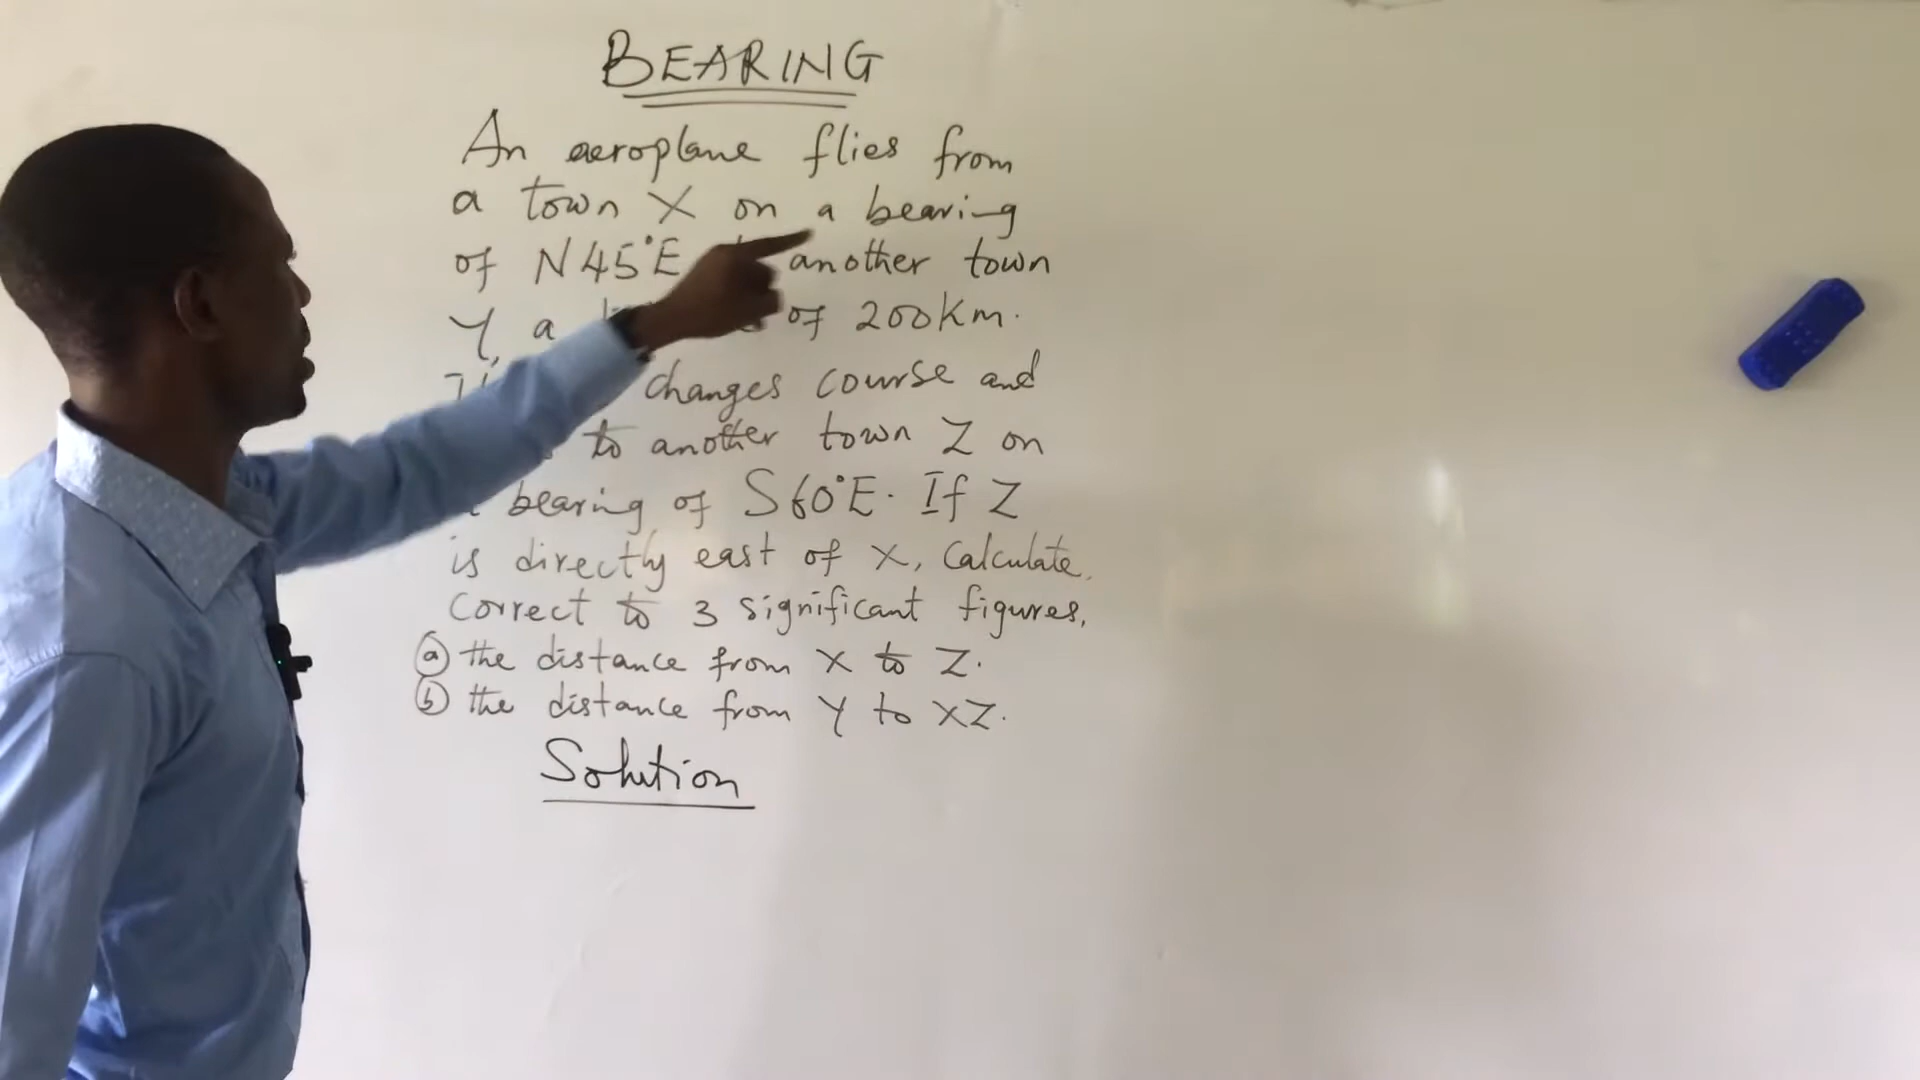 BEARING
An aeroplane flies from
a town X on a bearing
of N45°E another town
Y, a of 200km.
changes course and
to another town Z on
bearing of S60°E. If Z
is directly east of X, Calculate,
Correct to 3 significant figures,
(a) the distance from X to Z.
(b) the distance from Y to XZ.
Solution